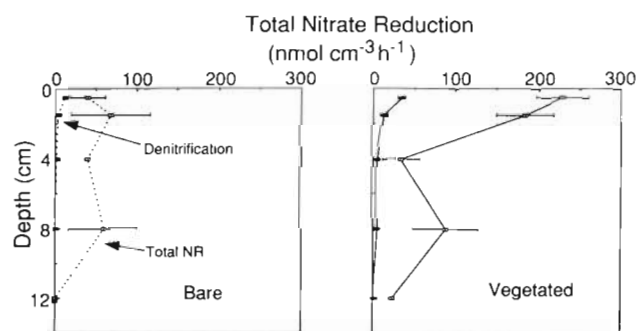 Total Nitrate Reduction
(nmol cm⁻³ h⁻¹)
0 100 200 300 0 100 200 300
0
4
8
12
Depth (cm)
Denitrification
Total NR
Bare
Vegetated